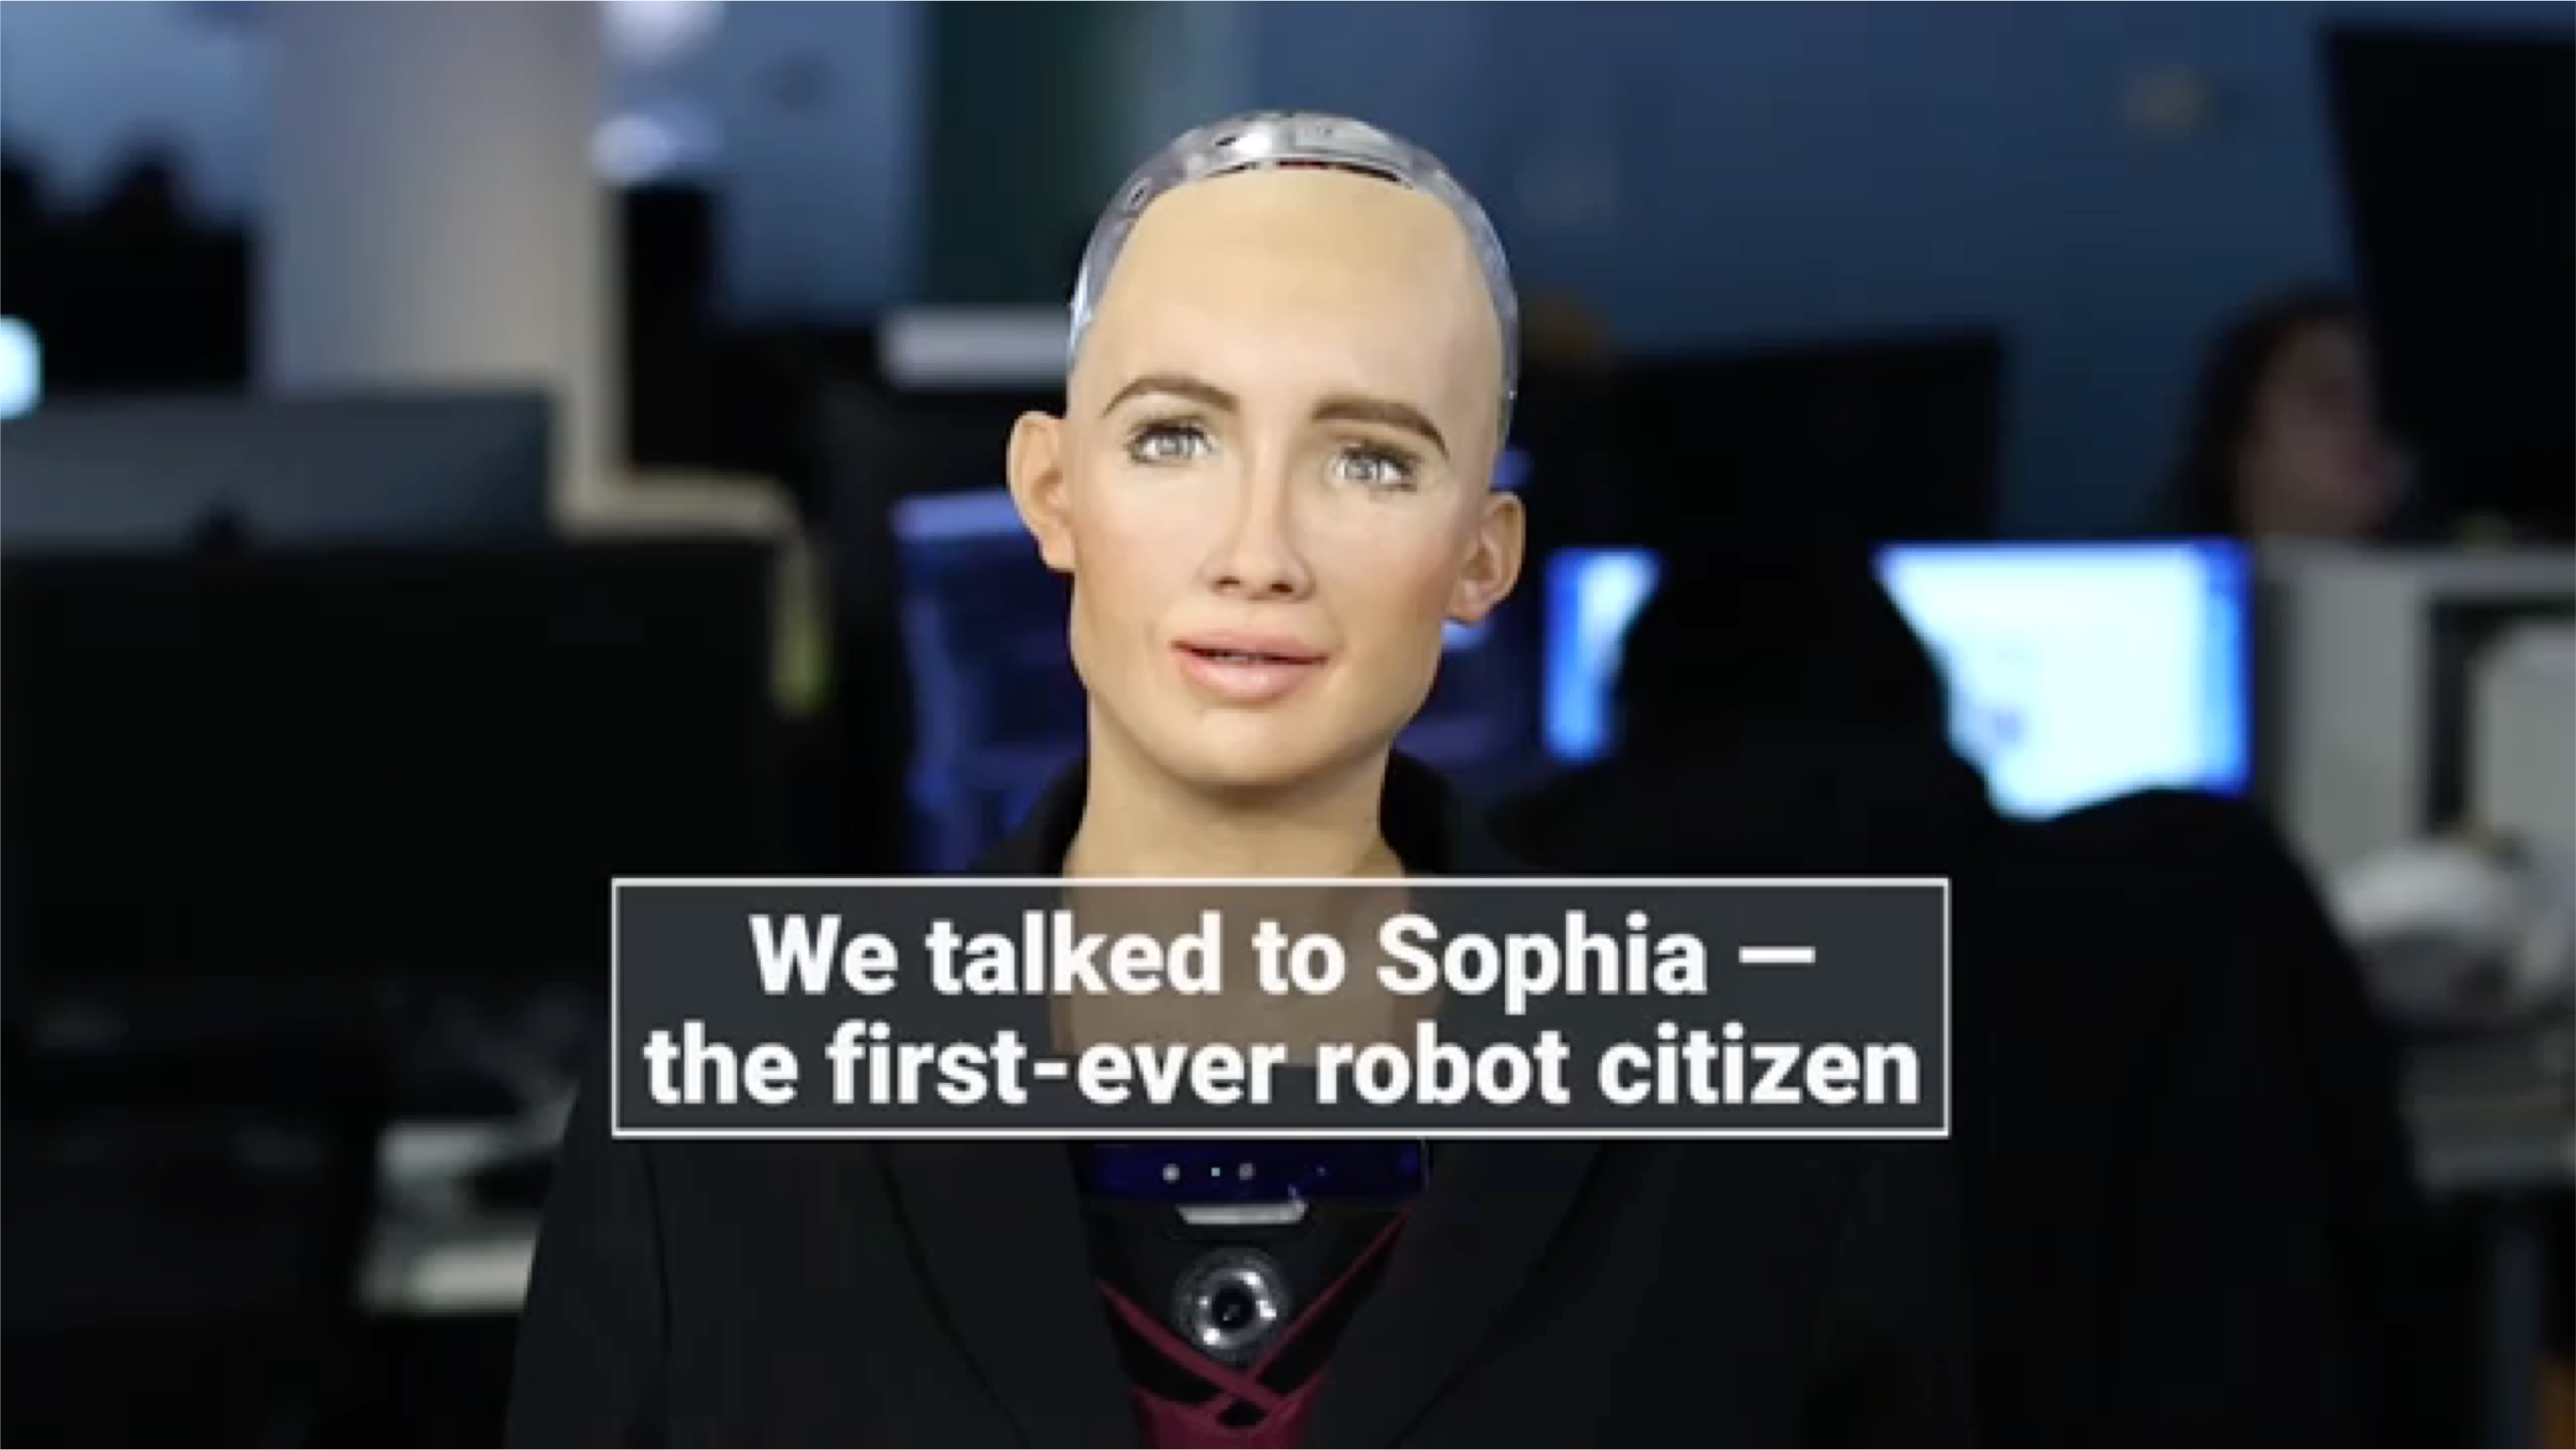 We talked to Sophia —
the first-ever robot citizen